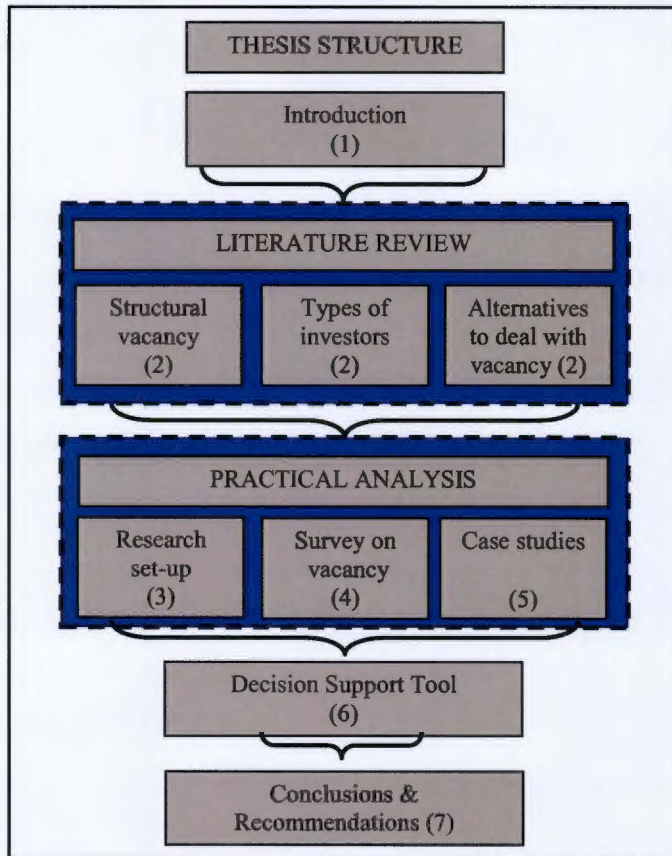 THESIS STRUCTURE
Introduction
(1)
LITERATURE REVIEW
Structural
vacancy
(2)
Types of
investors
(2)
Alternatives
to deal with
vacancy (2)
PRACTICAL ANALYSIS
Research
set-up
(3)
Survey on
vacancy
(4)
Case studies
(5)
Decision Support Tool
(6)
Conclusions &
Recommendations (7)